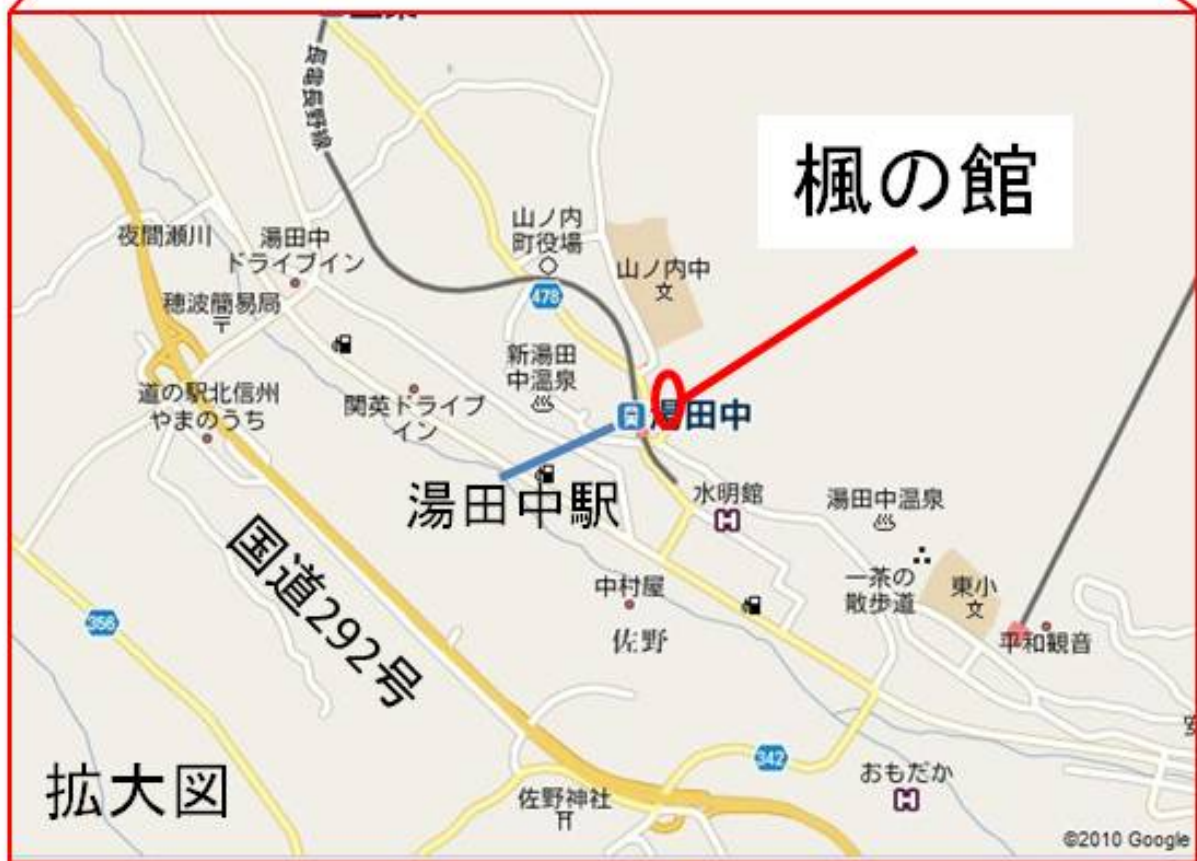 長電長野線
楓の館
山ノ内
町役場
478
山ノ内中
文
夜間瀬川
湯田中
ドライブイン
穂波簡易局
新湯田
中温泉
道の駅北信州
やまのうち
関英ドライブ
イン
湯田中
湯田中駅
水明館
H
湯田中温泉
国道292号
356
中村屋
佐野
一茶の
散歩道
東小
文
平和観音
342
おもだか
H
佐野神社
拡大図
©2010 Google